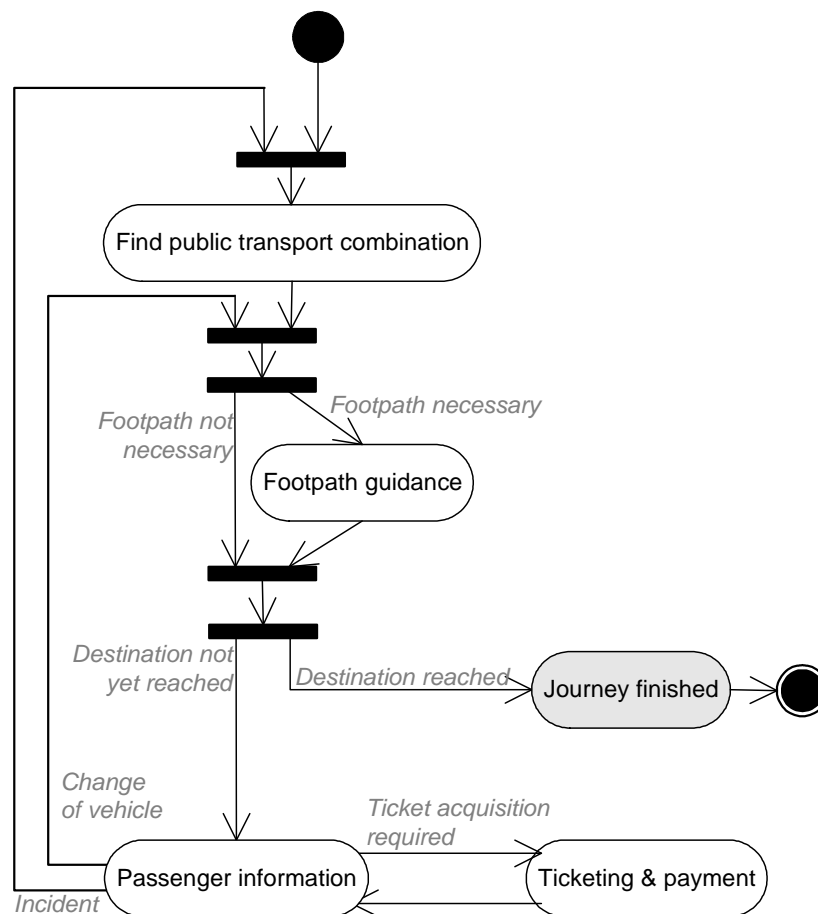 Find public transport combination
Footpath not
necessary
Footpath necessary
Footpath guidance
Destination not
yet reached
Destination reached
Journey finished
Change
of vehicle
Ticket acquisition
required
Passenger information
Ticketing & payment
Incident